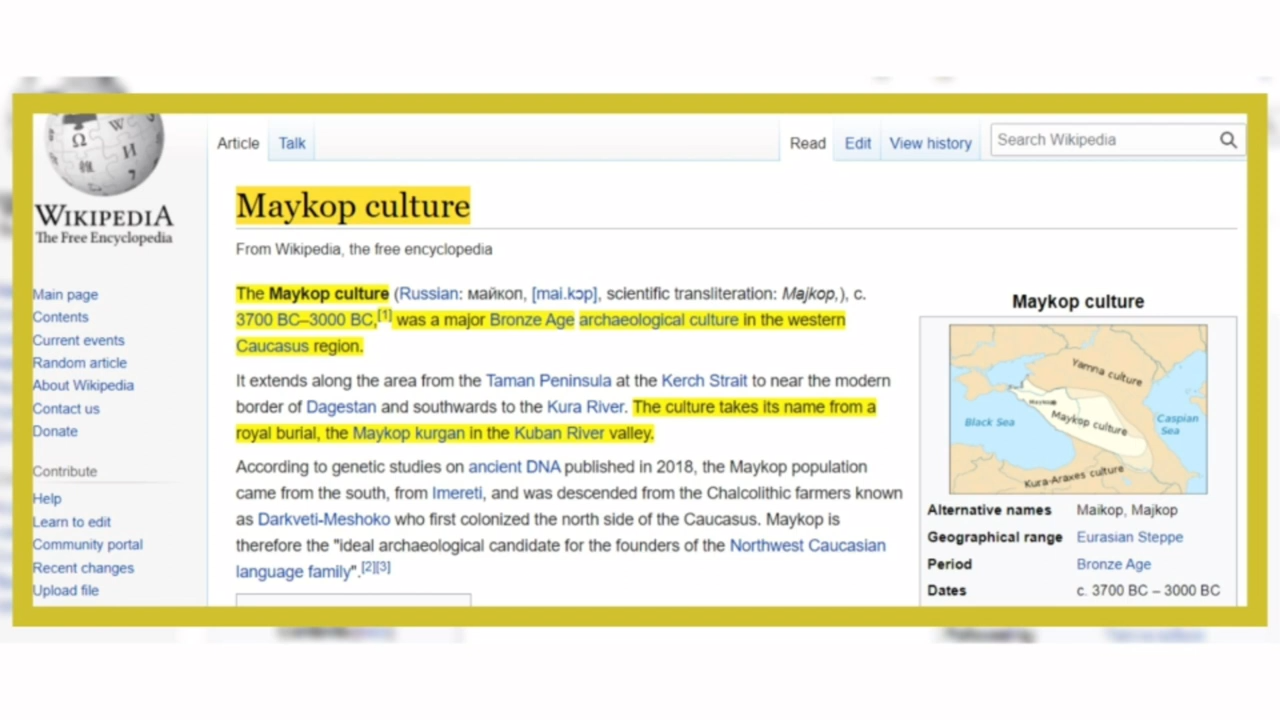 Article
Talk
Read
Edit
View history
Search Wikipedia
WIKIPEDIA
The Free Encyclopedia
Main page
Contents
Current events
Random article
About Wikipedia
Contact us
Donate
Contribute
Help
Learn to edit
Community portal
Recent changes
Upload file
Maykop culture
From Wikipedia, the free encyclopedia
The Maykop culture (Russian: майкоп, [mai.kɔp], scientific transliteration: Majkop,), c.
3700 BC–3000 BC,[1] was a major Bronze Age archaeological culture in the western
Caucasus region.
It extends along the area from the Taman Peninsula at the Kerch Strait to near the modern
border of Dagestan and southwards to the Kura River. The culture takes its name from a
royal burial, the Maykop kurgan in the Kuban River valley.
According to genetic studies on ancient DNA published in 2018, the Maykop population
came from the south, from Imereti, and was descended from the Chalcolithic farmers known
as Darkveti-Meshoko who first colonized the north side of the Caucasus. Maykop is
therefore the "ideal archaeological candidate for the founders of the Northwest Caucasian
language family".[2][3]
Maykop culture
Yamna culture
Maykop
Maykop culture
Black Sea
Caspian
Sea
Kura-Araxes culture
Alternative names Maikop, Majkop
Geographical range Eurasian Steppe
Period Bronze Age
Dates c. 3700 BC – 3000 BC